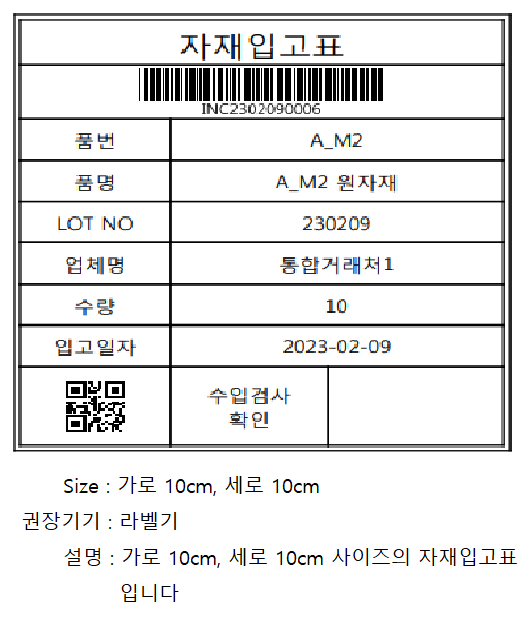 자재입고표
INC2302090006
품번 A_M2
품명 A_M2 원자재
LOT NO 230209
업체명 통합거래처1
수량 10
입고일자 2023-02-09
수입검사
확인
Size : 가로 10cm, 세로 10cm
권장기기 : 라벨기
설명 : 가로 10cm, 세로 10cm 사이즈의 자재입고표
입니다